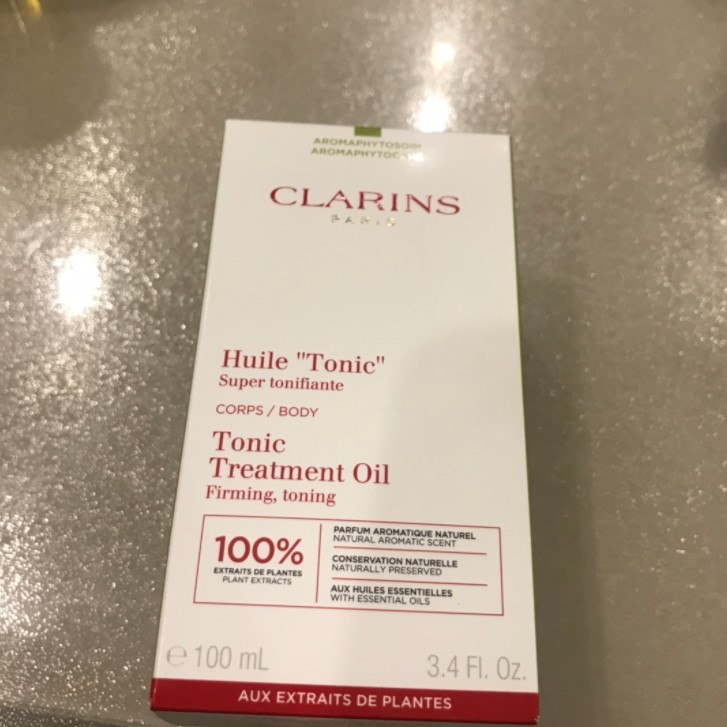 AROMAPHYTOSOIN
AROMAPHYTOCARE
CLARINS
PARIS
Huile "Tonic"
Super tonifiante
CORPS / BODY
Tonic
Treatment Oil
Firming, toning
100%
EXTRAITS DE PLANTES
PLANT EXTRACTS
PARFUM AROMATIQUE NATUREL
NATURAL AROMATIC SCENT
CONSERVATION NATURELLE
NATURALLY PRESERVED
AUX HUILES ESSENTIELLES
WITH ESSENTIAL OILS
e 100 mL
3.4 Fl. Oz.
AUX EXTRAITS DE PLANTES